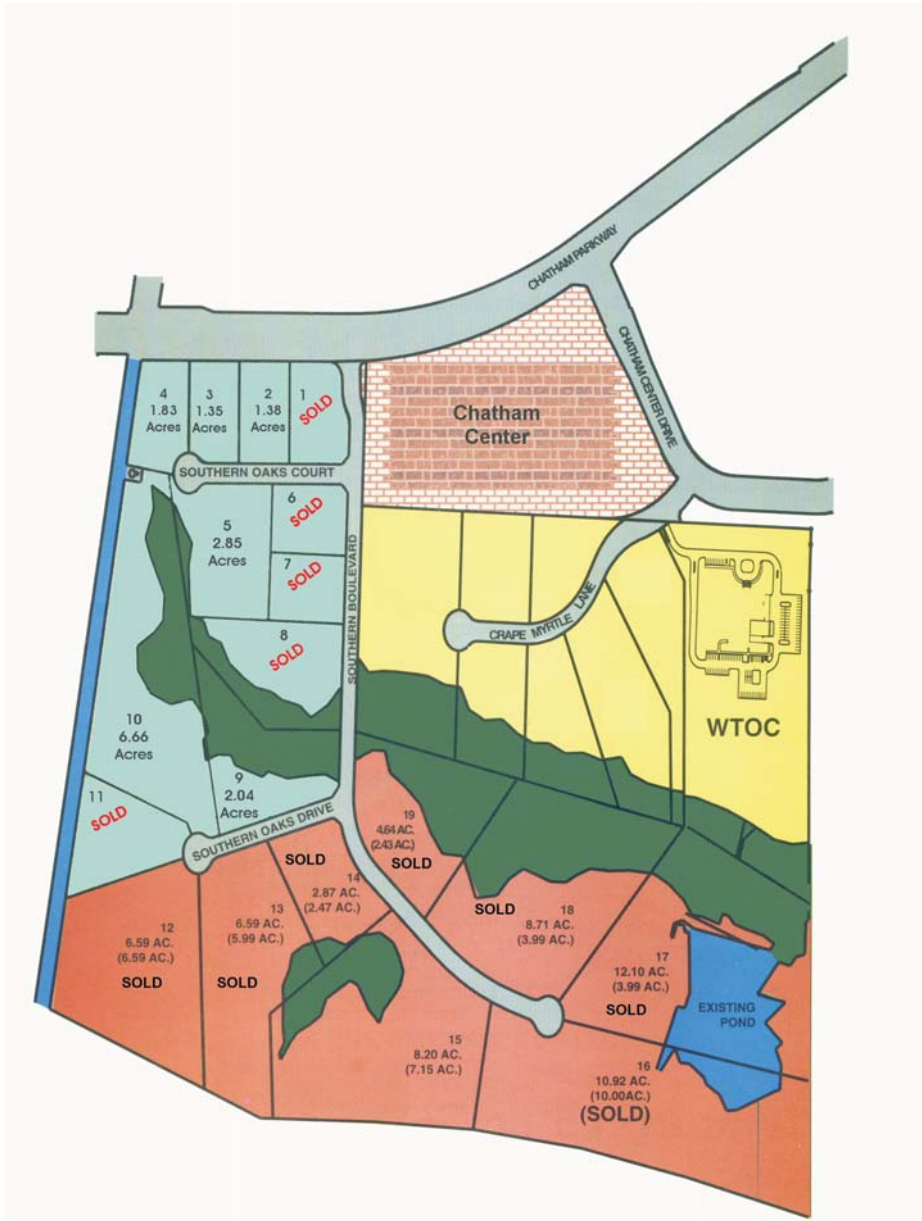 CHATHAM PARKWAY
CHATHAM CENTER DRIVE
Chatham
Center
4
1.83
Acres
3
1.35
Acres
2
1.38
Acres
1
SOLD
SOUTHERN OAKS COURT
5
2.85
Acres
6
SOLD
7
SOLD
8
SOLD
SOUTHERN BOULEVARD
CRAPE MYRTLE LANE
WTOC
10
6.66
Acres
9
2.04
Acres
11
SOLD
SOUTHERN OAKS DRIVE
19
4.64 AC.
(2.43 AC.)
SOLD
SOLD
14
2.87 AC.
(2.47 AC.)
12
6.59 AC.
(6.59 AC.)
SOLD
13
6.59 AC.
(5.99 AC.)
SOLD
SOLD
18
8.71 AC.
(3.99 AC.)
17
12.10 AC.
(3.99 AC.)
SOLD
EXISTING
POND
15
8.20 AC.
(7.15 AC.)
16
10.92 AC.
(10.00AC.)
(SOLD)